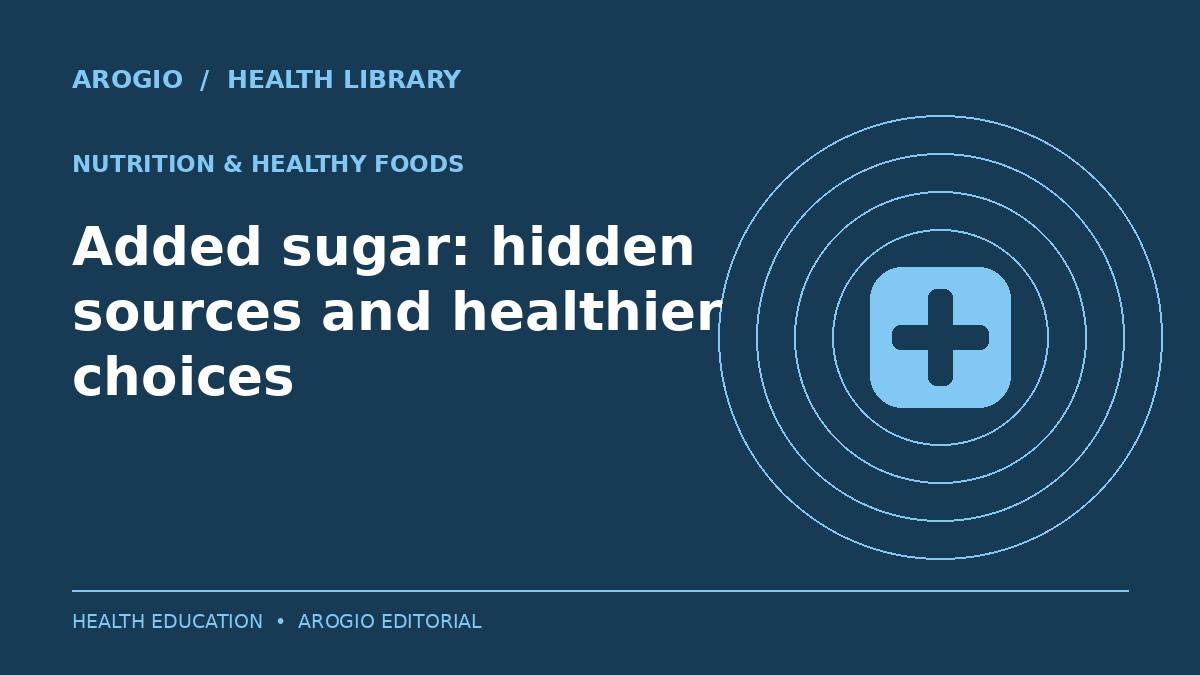 AROGIO / HEALTH LIBRARY
NUTRITION & HEALTHY FOODS
Added sugar: hidden
sources and healthier
choices
HEALTH EDUCATION • AROGIO EDITORIAL